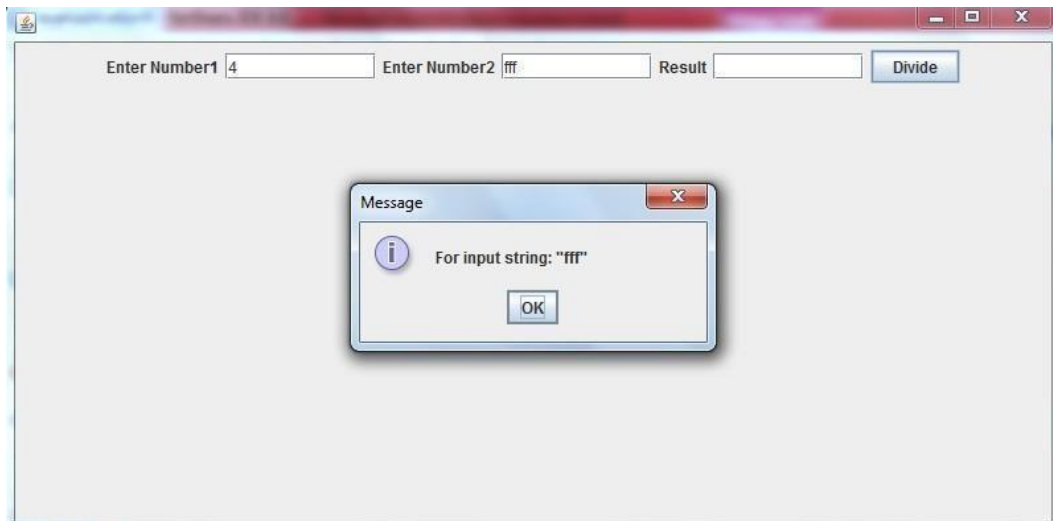 Enter Number1 4 Enter Number2 fff Result Divide
Message
For input string: "fff"
OK